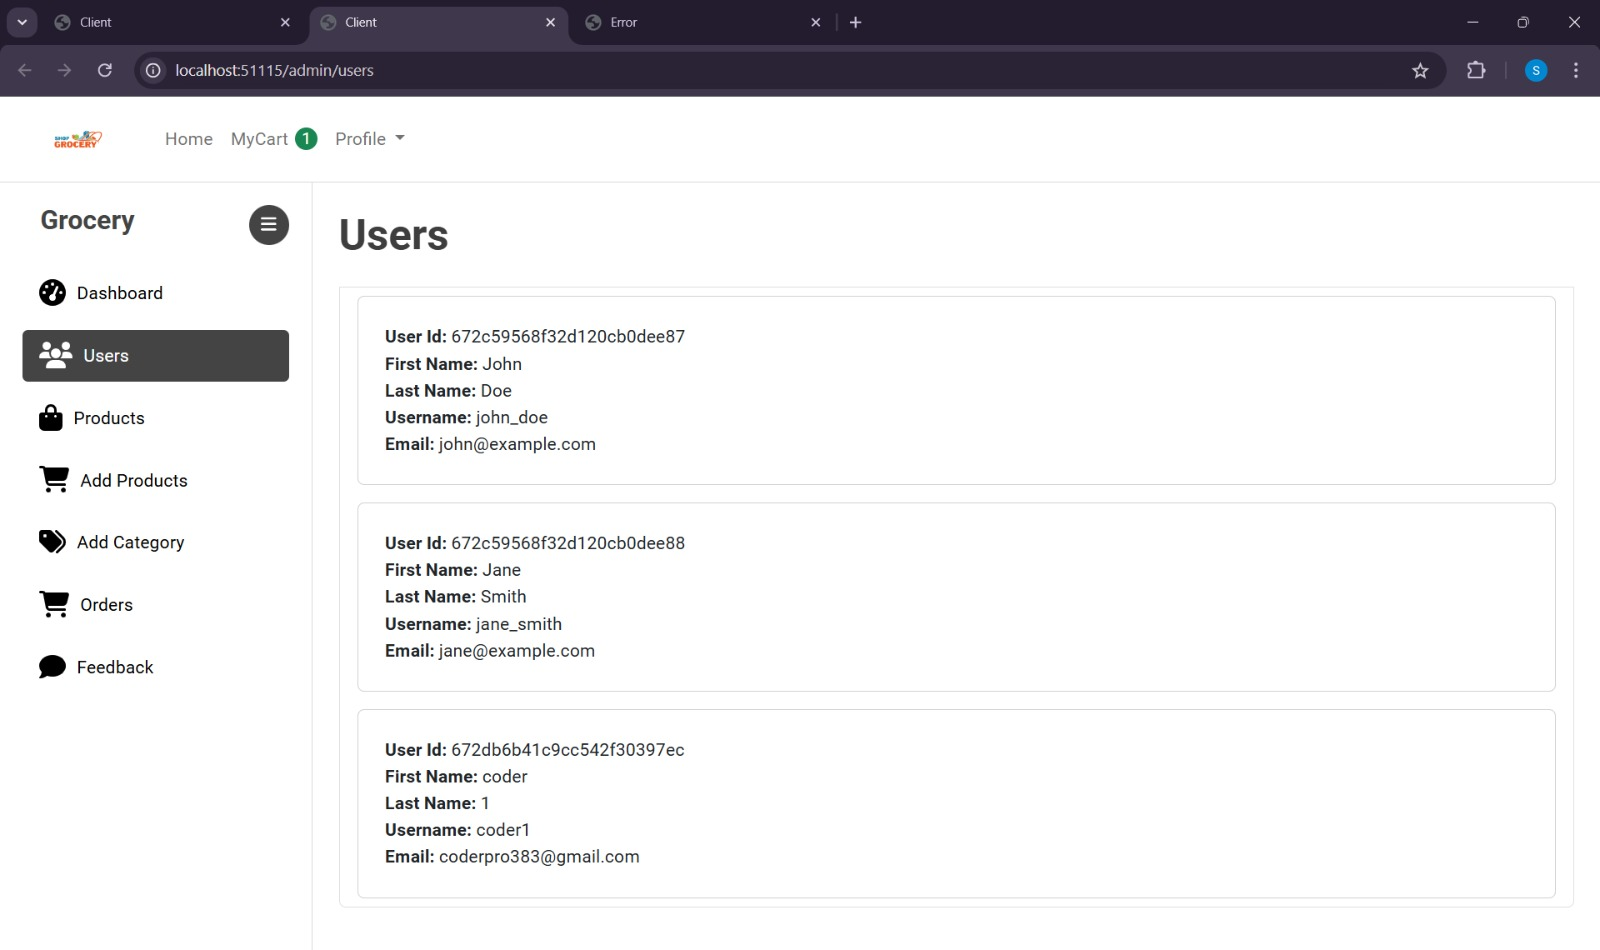 Client
Client
Error
localhost:51115/admin/users
S
GROCERY
Home
MyCart 1
Profile
Grocery
Dashboard
Users
Products
Add Products
Add Category
Orders
Feedback
Users
User Id: 672c59568f32d120cb0dee87
First Name: John
Last Name: Doe
Username: john_doe
Email: john@example.com
User Id: 672c59568f32d120cb0dee88
First Name: Jane
Last Name: Smith
Username: jane_smith
Email: jane@example.com
User Id: 672db6b41c9cc542f30397ec
First Name: coder
Last Name: 1
Username: coder1
Email: coderpro383@gmail.com